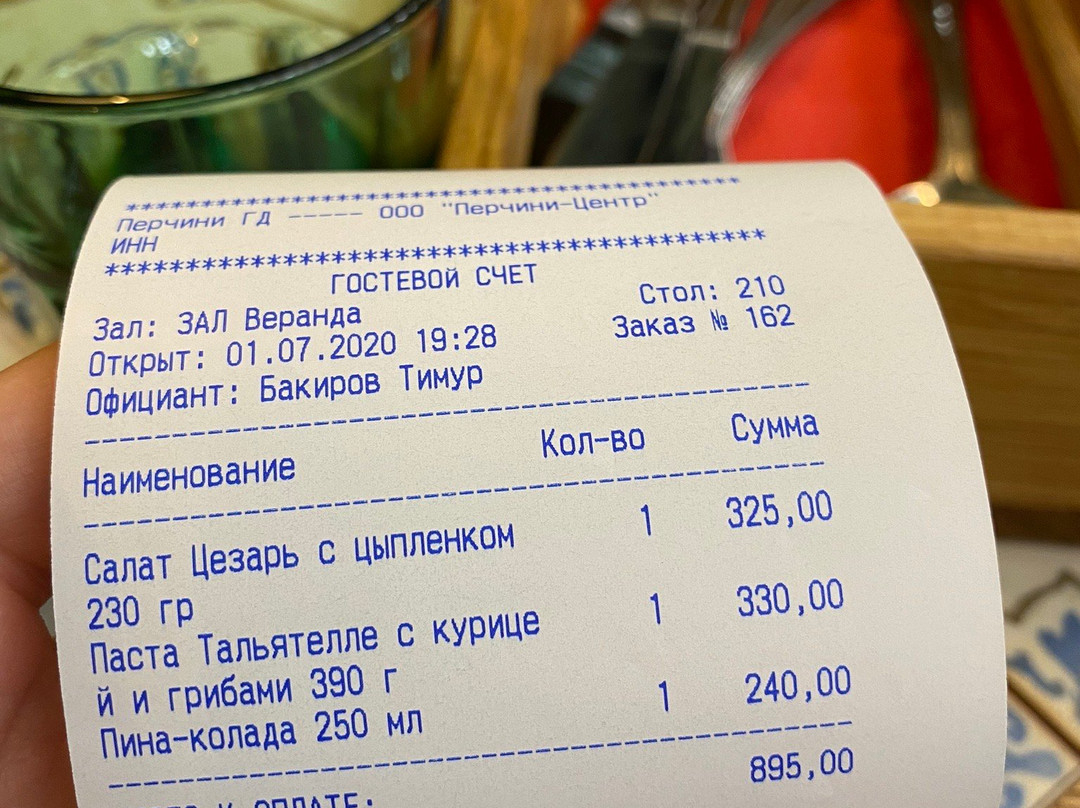 ****************************************
Перчини ГД ----- ООО "Перчини-Центр"
ИНН
****************************************
ГОСТЕВОЙ СЧЕТ
Зал: ЗАЛ Веранда Стол: 210
Открыт: 01.07.2020 19:28 Заказ № 162
Официант: Бакиров Тимур
Наименование Кол-во Сумма
Салат Цезарь с цыпленком 1 325,00
230 гр
Паста Тальятелле с курице 1 330,00
й и грибами 390 г
Пина-колада 250 мл 1 240,00
895,00
К ОПЛАТЕ: